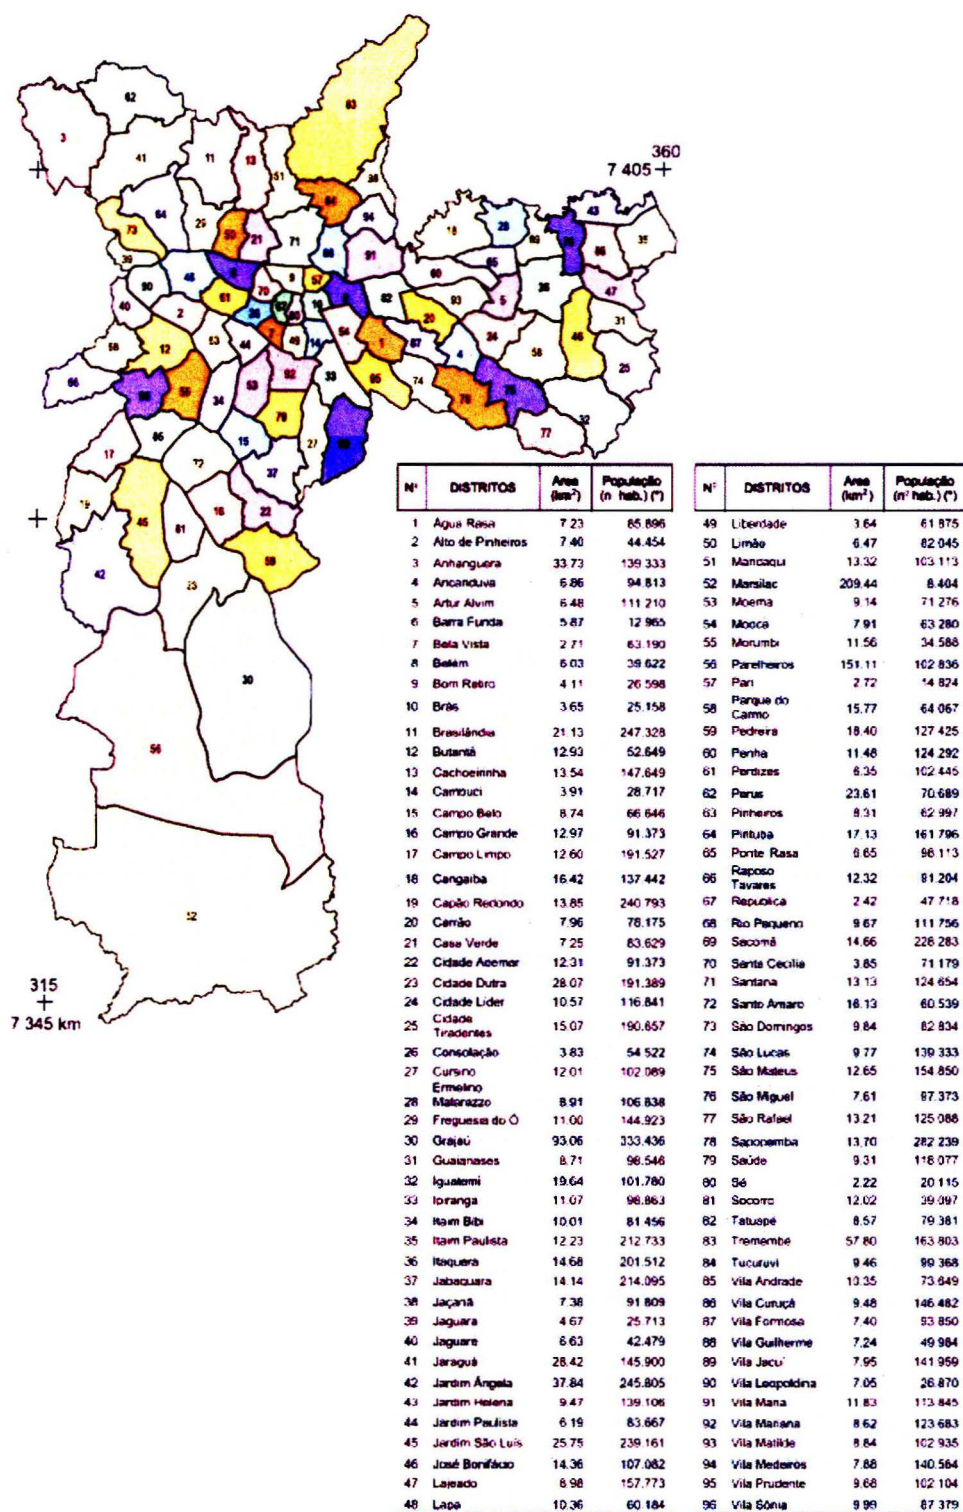 360
7 405
315
7 345 km
N° DISTRITOS Area (km²) População (n° hab.) (*)
1 Água Rasa 7.23 85.896
2 Alto de Pinheiros 7.40 44.454
3 Anhanguera 33.73 139.333
4 Aricanduva 6.86 94.813
5 Artur Alvim 6.48 111.210
6 Barra Funda 5.87 12.965
7 Bela Vista 2.71 63.190
8 Belém 6.03 39.622
9 Bom Retiro 4.11 26.598
10 Brás 3.65 25.158
11 Brasilândia 21.13 247.328
12 Butantã 12.93 52.649
13 Cachoeirinha 13.54 147.649
14 Cambuci 3.91 28.717
15 Campo Belo 8.74 66.646
16 Campo Grande 12.97 91.373
17 Campo Limpo 12.60 191.527
18 Cangaíba 16.42 137.442
19 Capão Redondo 13.85 240.793
20 Carrão 7.96 78.175
21 Casa Verde 7.25 83.629
22 Cidade Ademar 12.31 91.373
23 Cidade Dutra 28.07 191.389
24 Cidade Líder 10.57 116.841
25 Cidade Tiradentes 15.07 190.657
26 Consolação 3.83 54.522
27 Cursino 12.01 102.089
28 Ermelino Matarazzo 8.91 106.838
29 Freguesia do Ó 11.00 144.923
30 Grajaú 93.06 333.436
31 Guaianases 8.71 98.546
32 Iguatemi 19.64 101.780
33 Ipiranga 11.07 98.863
34 Itaim Bibi 10.01 81.456
35 Itaim Paulista 12.23 212.733
36 Itaquera 14.68 201.512
37 Jabaquara 14.14 214.095
38 Jaçanã 7.38 91.809
39 Jaguara 4.67 25.713
40 Jaguaré 6.63 42.479
41 Jaraguá 28.42 145.900
42 Jardim Ângela 37.84 245.805
43 Jardim Helena 9.47 139.106
44 Jardim Paulista 6.19 83.667
45 Jardim São Luís 25.75 239.161
46 José Bonifácio 14.36 107.082
47 Lajeado 8.98 157.773
48 Lapa 10.36 60.184
N° DISTRITOS Area (km²) População (n° hab.) (*)
49 Liberdade 3.64 61.875
50 Limão 6.47 82.045
51 Mandaqui 13.32 103.113
52 Marsilac 209.44 8.404
53 Moema 9.14 71.276
54 Mooca 7.91 63.280
55 Morumbi 11.56 34.588
56 Parelheiros 151.11 102.836
57 Pari 2.72 14.824
58 Parque do Carmo 15.77 64.067
59 Pedreira 18.40 127.425
60 Penha 11.48 124.292
61 Perdizes 6.35 102.445
62 Perus 23.61 70.689
63 Pinheiros 8.31 62.997
64 Pirituba 17.13 161.796
65 Ponte Rasa 6.65 98.113
66 Raposo Tavares 12.32 91.204
67 República 2.42 47.718
68 Rio Pequeno 9.67 111.756
69 Sacomã 14.66 228.283
70 Santa Cecília 3.85 71.179
71 Santana 13.13 124.654
72 Santo Amaro 16.13 60.539
73 São Domingos 9.84 82.834
74 São Lucas 9.77 139.333
75 São Mateus 12.65 154.850
76 São Miguel 7.61 97.373
77 São Rafael 13.21 125.088
78 Sapopemba 13.70 282.239
79 Saúde 9.31 118.077
80 Sé 2.22 20.115
81 Socorro 12.02 39.097
82 Tatuapé 8.57 79.381
83 Tremembé 57.80 163.803
84 Tucuruvi 9.46 99.368
85 Vila Andrade 10.35 73.649
86 Vila Curuçá 9.48 146.482
87 Vila Formosa 7.40 93.850
88 Vila Guilherme 7.24 49.984
89 Vila Jacuí 7.95 141.959
90 Vila Leopoldina 7.05 26.870
91 Vila Maria 11.83 113.845
92 Vila Mariana 8.62 123.683
93 Vila Matilde 8.84 102.935
94 Vila Medeiros 7.88 140.564
95 Vila Prudente 9.68 102.104
96 Vila Sônia 9.99 87.379